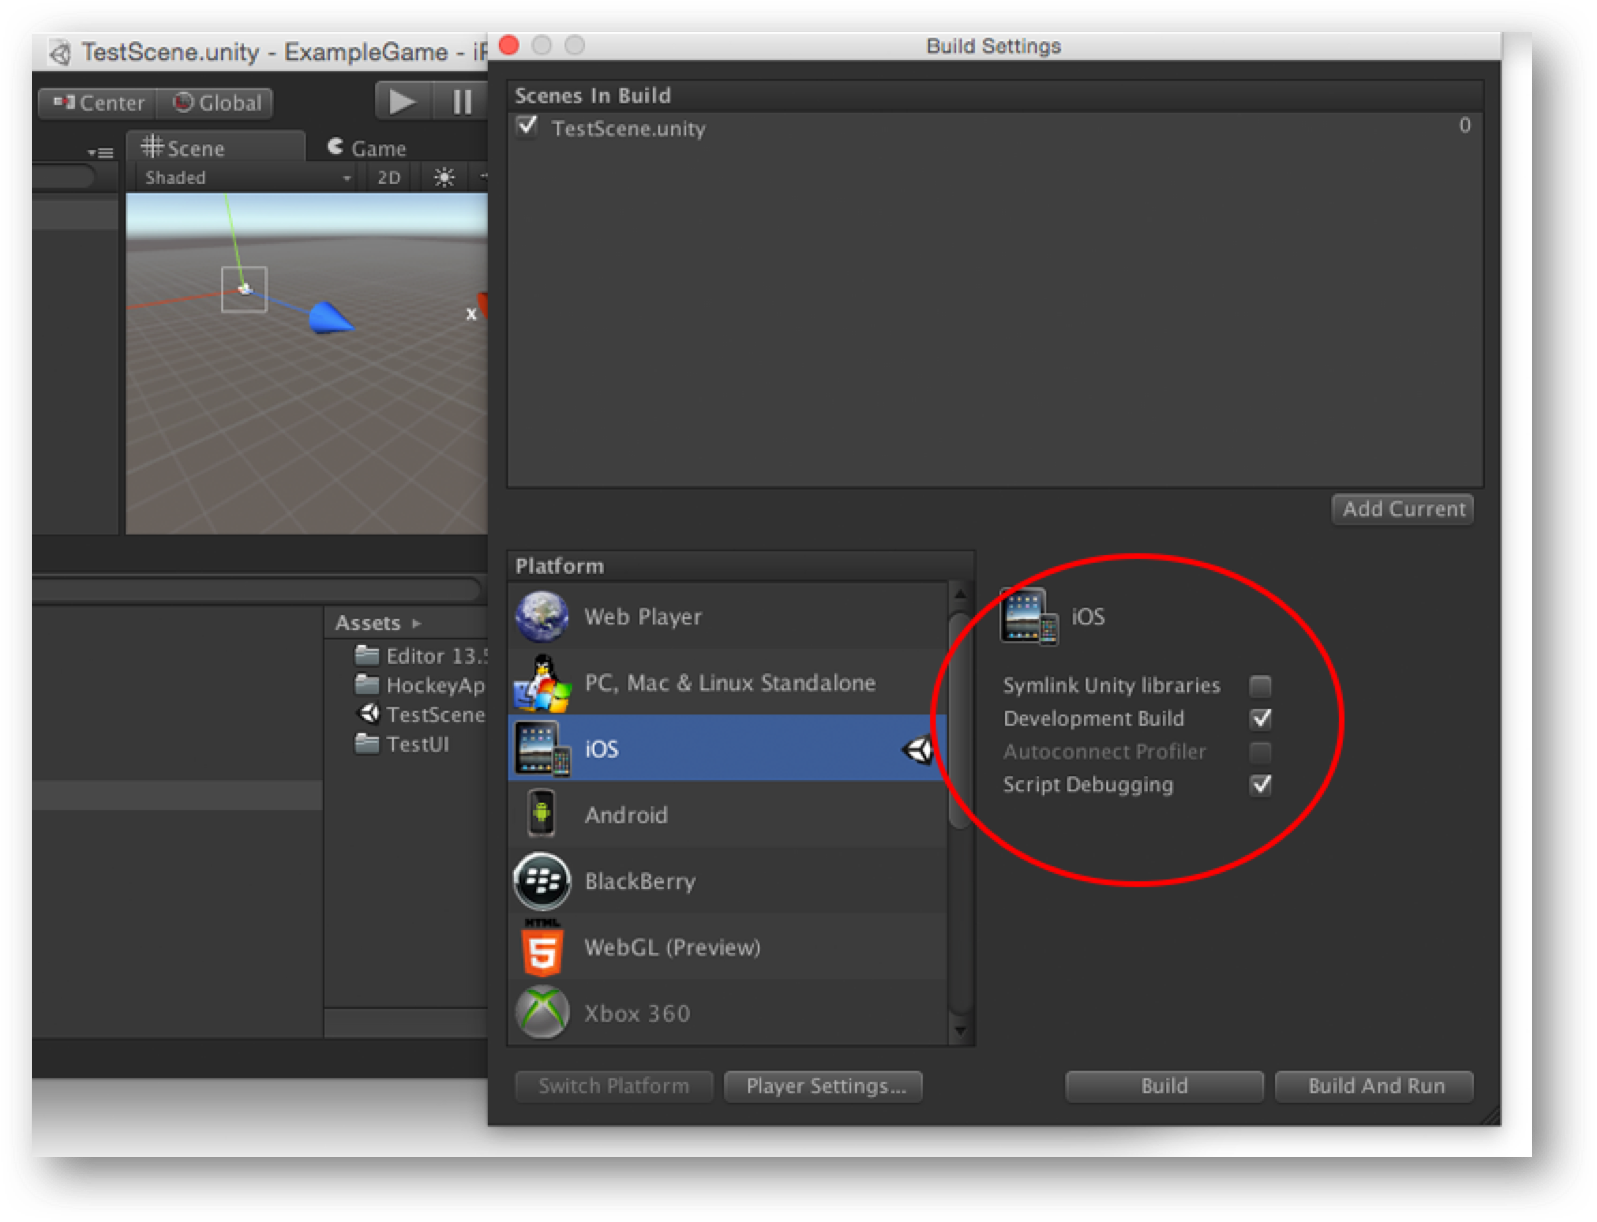 TestScene.unity - ExampleGame - iP
Build Settings
Center
Global
Scene
Game
Shaded
2D
x
Scenes In Build
TestScene.unity
0
Add Current
Assets
Editor 13.5
HockeyAp
TestScene
TestUI
Platform
Web Player
PC, Mac & Linux Standalone
iOS
Android
BlackBerry
HTML
5
WebGL (Preview)
Xbox 360
iOS
Symlink Unity libraries
Development Build
Autoconnect Profiler
Script Debugging
Switch Platform
Player Settings...
Build
Build And Run